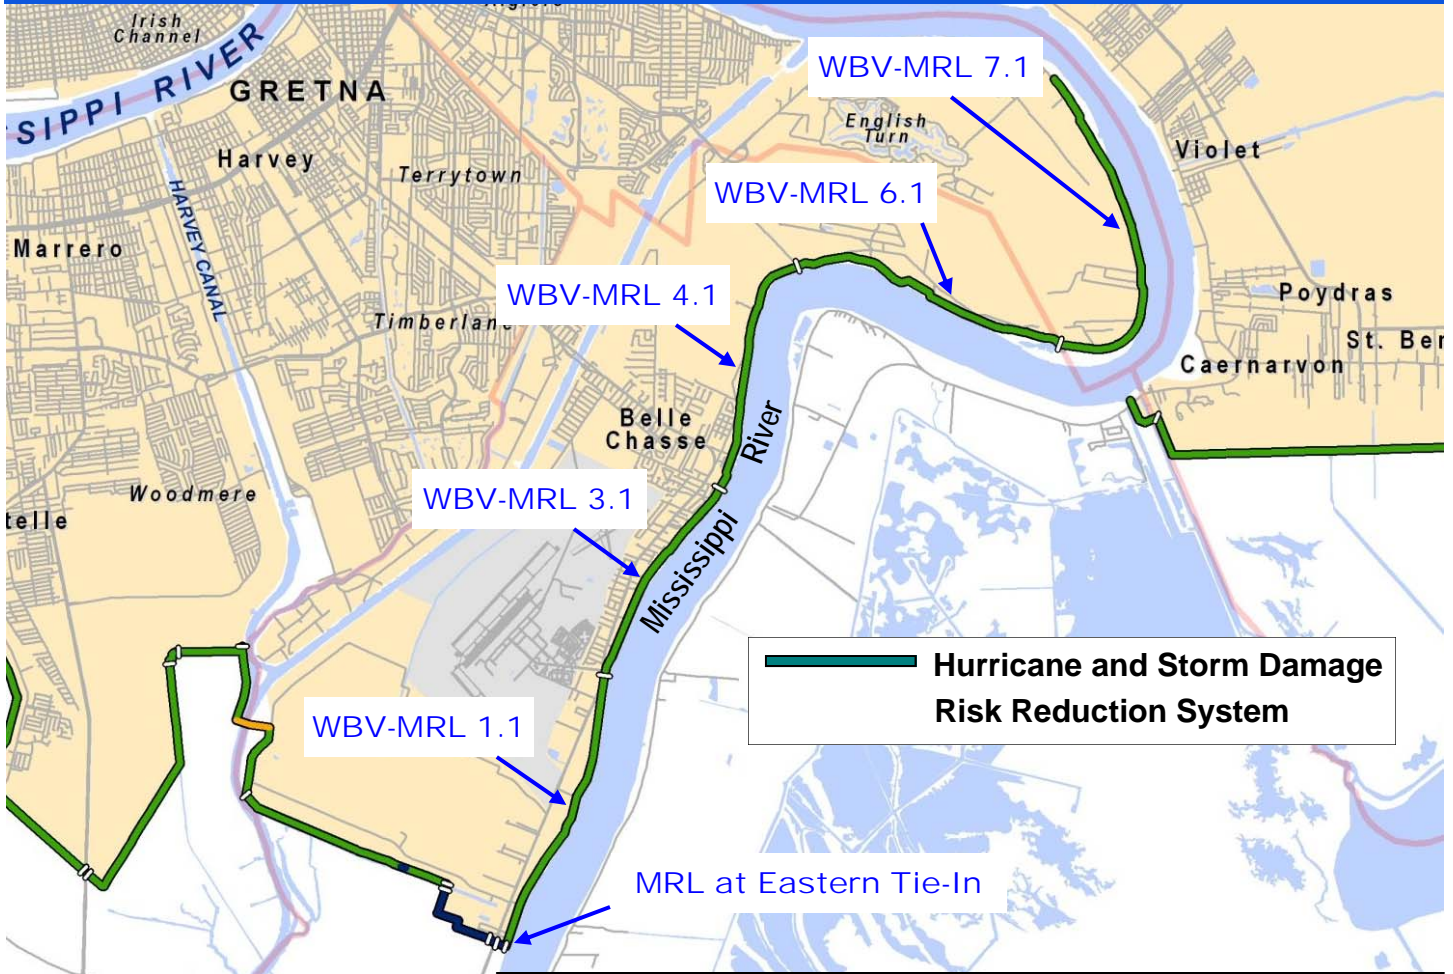 Algiers
Irish
Channel
SIPPI RIVER
GRETNA
WBV-MRL 7.1
English
Turn
Violet
Harvey
Terrytown
WBV-MRL 6.1
HARVEY CANAL
Marrero
WBV-MRL 4.1
Poydras
Timberlane
St. Ber
Caernarvon
Belle
Chasse
Mississippi River
WBV-MRL 3.1
Woodmere
telle
Hurricane and Storm Damage
Risk Reduction System
WBV-MRL 1.1
MRL at Eastern Tie-In